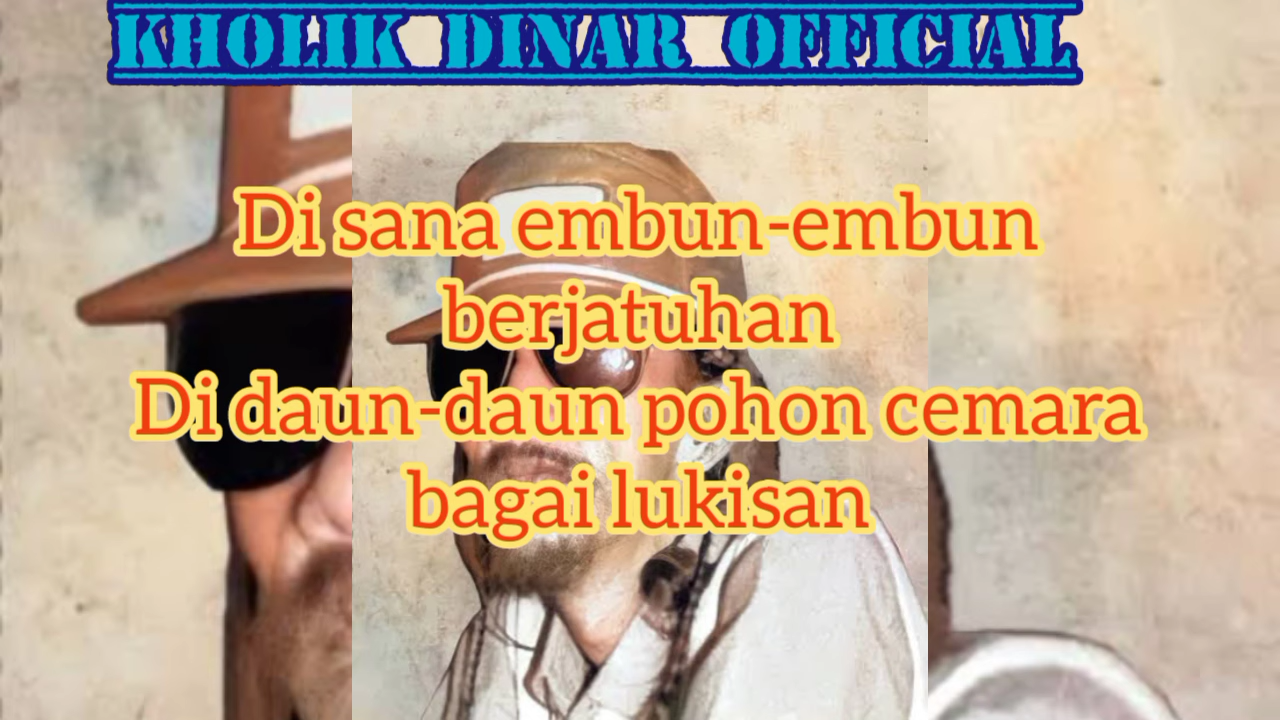 KHOLIK DINAR OFFICIAL
Di sana embun-embun
berjatuhan
Di daun-daun pohon cemara
bagai lukisan